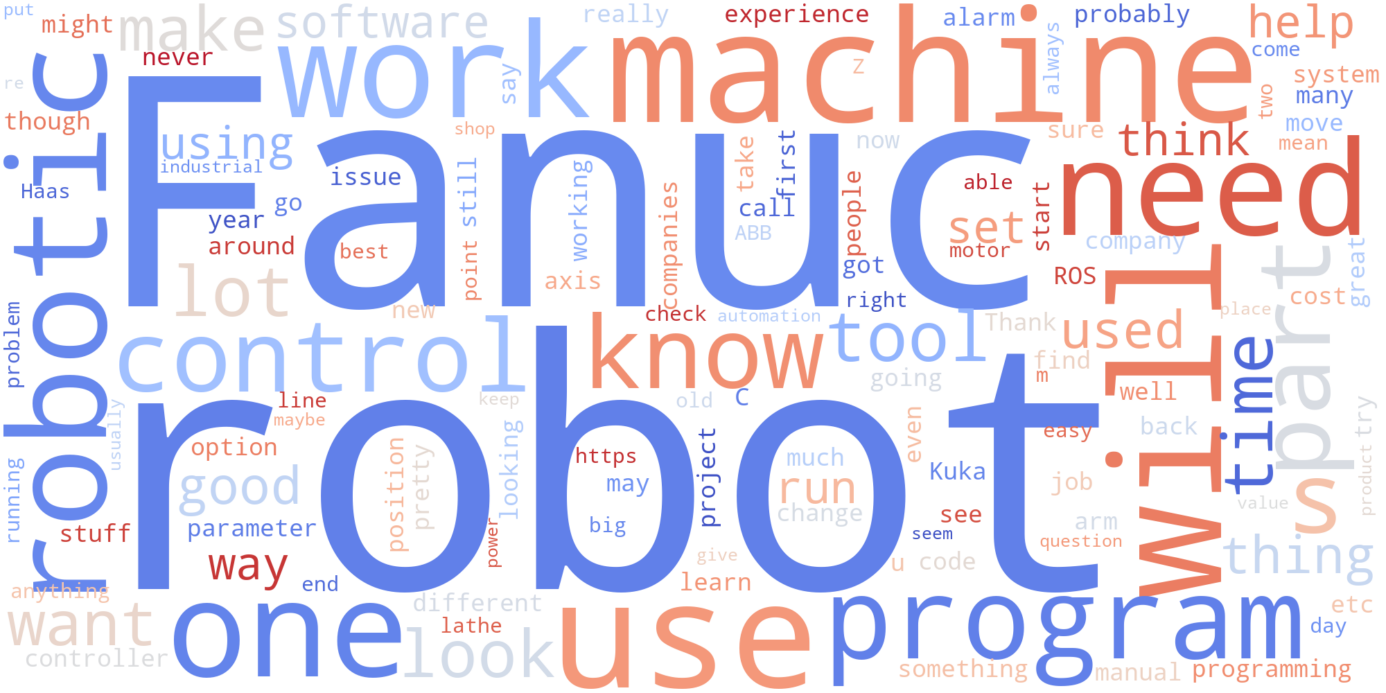 put
might
make
software
really
experience
alarm
probably
help
never
work
machine
always
come
re
say
Z
system
two
many
though
robotic
Fanuc
using
shop
sure
think
move
mean
industrial
Haas
issue
still
working
take
first
now
need
year
go
people
able
start
call
ABB
set
around
best
point
companies
axis
motor
company
got
ROS
part
great
lot
new
right
cost
will
problem
control
check
automation
know
tool
Thank
used
place
find
time
going
m
line
maybe
keep
old
C
well
usually
option
looking
project
even
easy
back
try
robot
position
pretty
https
much
good
may
run
Kuka
job
running
parameter
big
change
see
arm
s
value
product
stuff
power
seem
question
way
give
u
code
thing
anything
end
learn
want
one
different
use
program
etc
lathe
look
day
controller
something
manual
programming